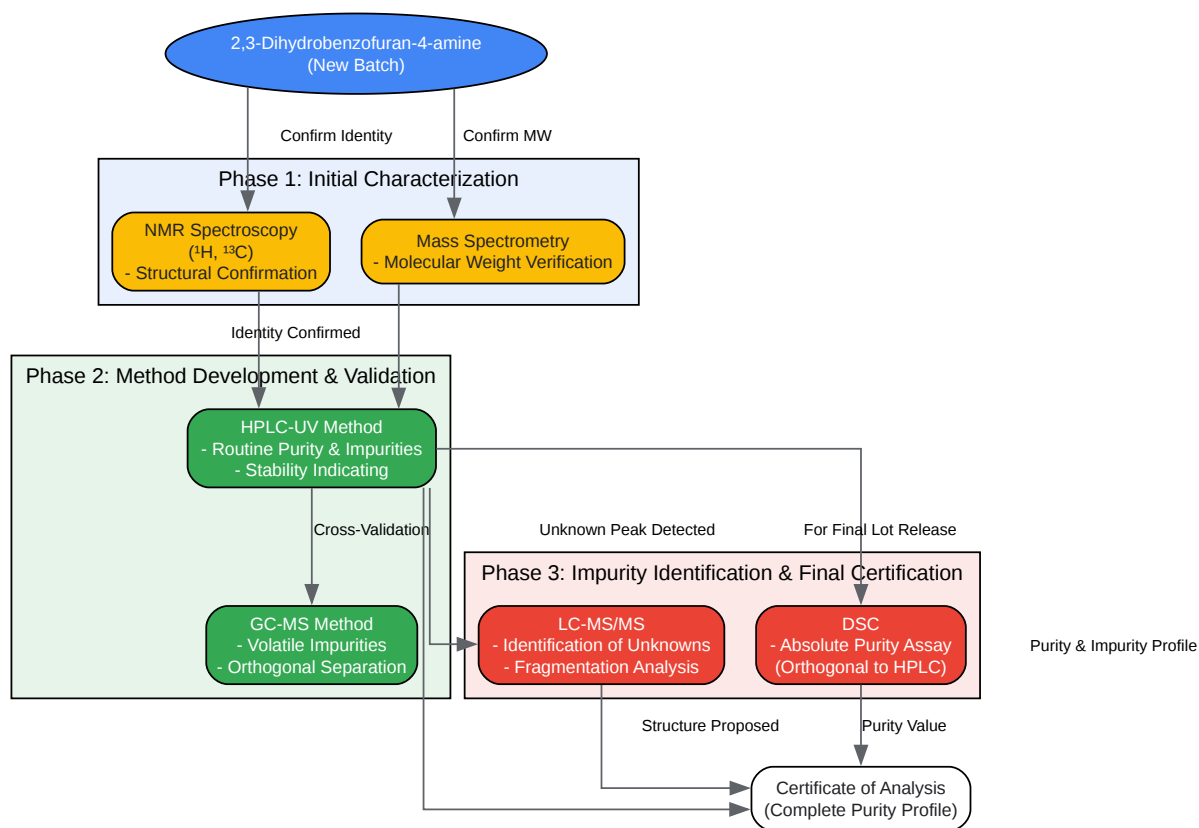 2,3-Dihydrobenzofuran-4-amine
(New Batch)
Confirm Identity
Confirm MW
Phase 1: Initial Characterization
NMR Spectroscopy
(¹H, ¹³C)
- Structural Confirmation
Mass Spectrometry
- Molecular Weight Verification
Identity Confirmed
Phase 2: Method Development & Validation
HPLC-UV Method
- Routine Purity & Impurities
- Stability Indicating
Cross-Validation
Unknown Peak Detected
For Final Lot Release
Phase 3: Impurity Identification & Final Certification
GC-MS Method
- Volatile Impurities
- Orthogonal Separation
LC-MS/MS
- Identification of Unknowns
- Fragmentation Analysis
DSC
- Absolute Purity Assay
(Orthogonal to HPLC)
Purity & Impurity Profile
Structure Proposed
Purity Value
Certificate of Analysis
(Complete Purity Profile)